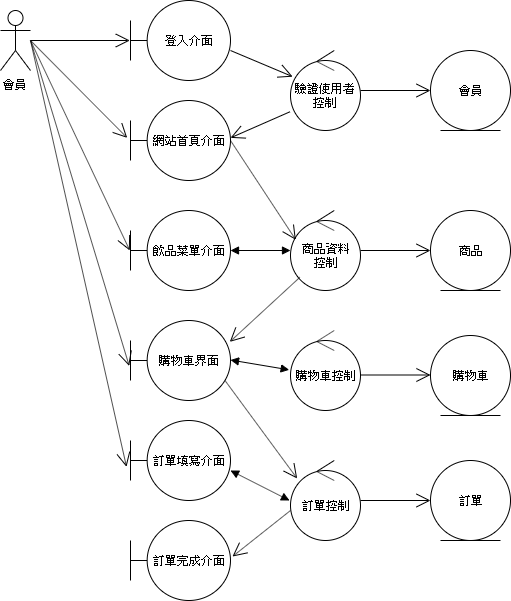 登入介面
會員
驗證使用者
控制
會員
網站首頁介面
飲品菜單介面
商品資料
控制
商品
購物車界面
購物車控制
購物車
訂單填寫介面
訂單控制
訂單
訂單完成介面